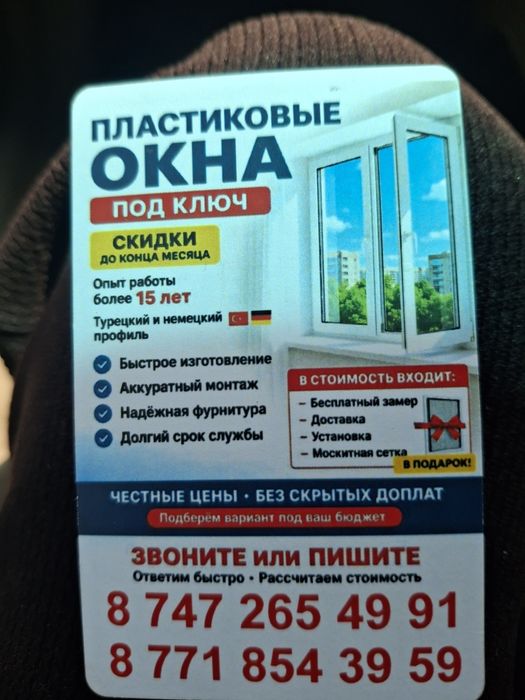 ПЛАСТИКОВЫЕ
ОКНА
ПОД КЛЮЧ
СКИДКИ
ДО КОНЦА МЕСЯЦА
Опыт работы
более 15 лет
Турецкий и немецкий
профиль
Быстрое изготовление
Аккуратный монтаж
Надёжная фурнитура
Долгий срок службы
В СТОИМОСТЬ ВХОДИТ:
– Бесплатный замер
– Доставка
– Установка
– Москитная сетка
В ПОДАРОК!
ЧЕСТНЫЕ ЦЕНЫ • БЕЗ СКРЫТЫХ ДОПЛАТ
Подберём вариант под ваш бюджет
ЗВОНИТЕ или ПИШИТЕ
Ответим быстро • Рассчитаем стоимость
8 747 265 49 91
8 771 854 39 59